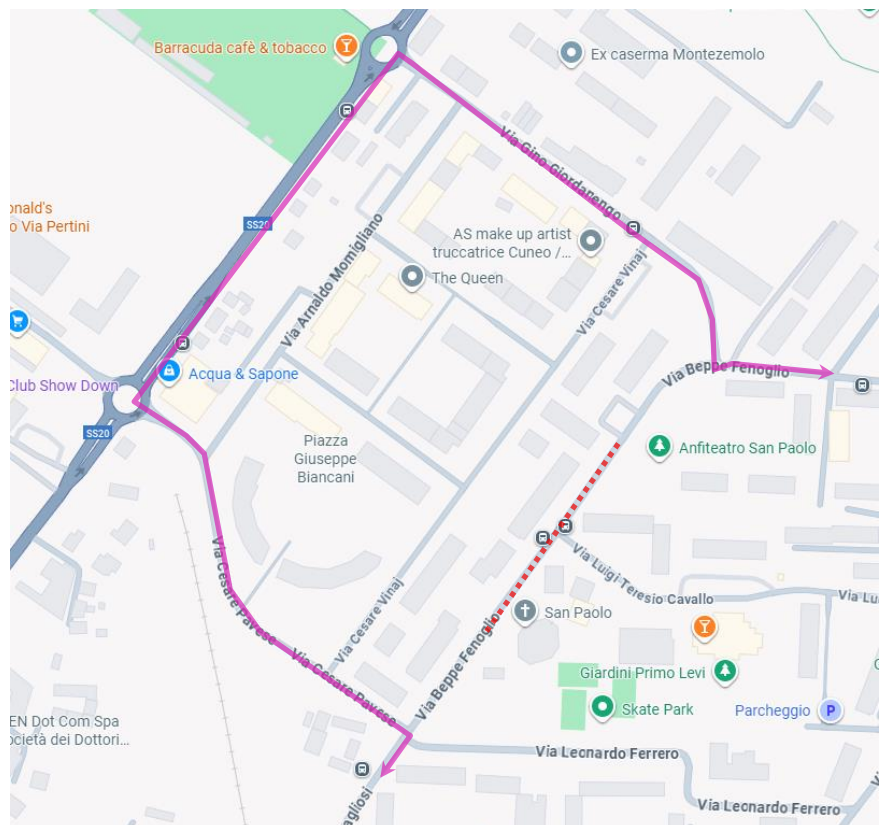 Barracuda cafè & tobacco
Ex caserma Montezemolo
Via Gino Giordanengo
onald's
o Via Pertini
SS20
AS make up artist
truccatrice Cuneo /...
The Queen
Via Arnaldo Momigliano
Via Cesare Vinaj
Acqua & Sapone
Club Show Down
SS20
Via Beppe Fenoglio
Piazza
Giuseppe
Biancani
Anfiteatro San Paolo
Via Cesare Pavese
Via Luigi Teresio Cavallo
Via Lu
San Paolo
Via Cesare Vinaj
Via Beppe Fenoglio
Via Cesare Pavese
Giardini Primo Levi
Skate Park
Parcheggio
P
EN Dot Com Spa
ocietà dei Dottori...
Via Leonardo Ferrero
Via Leonardo Ferrero
agliosi
Via